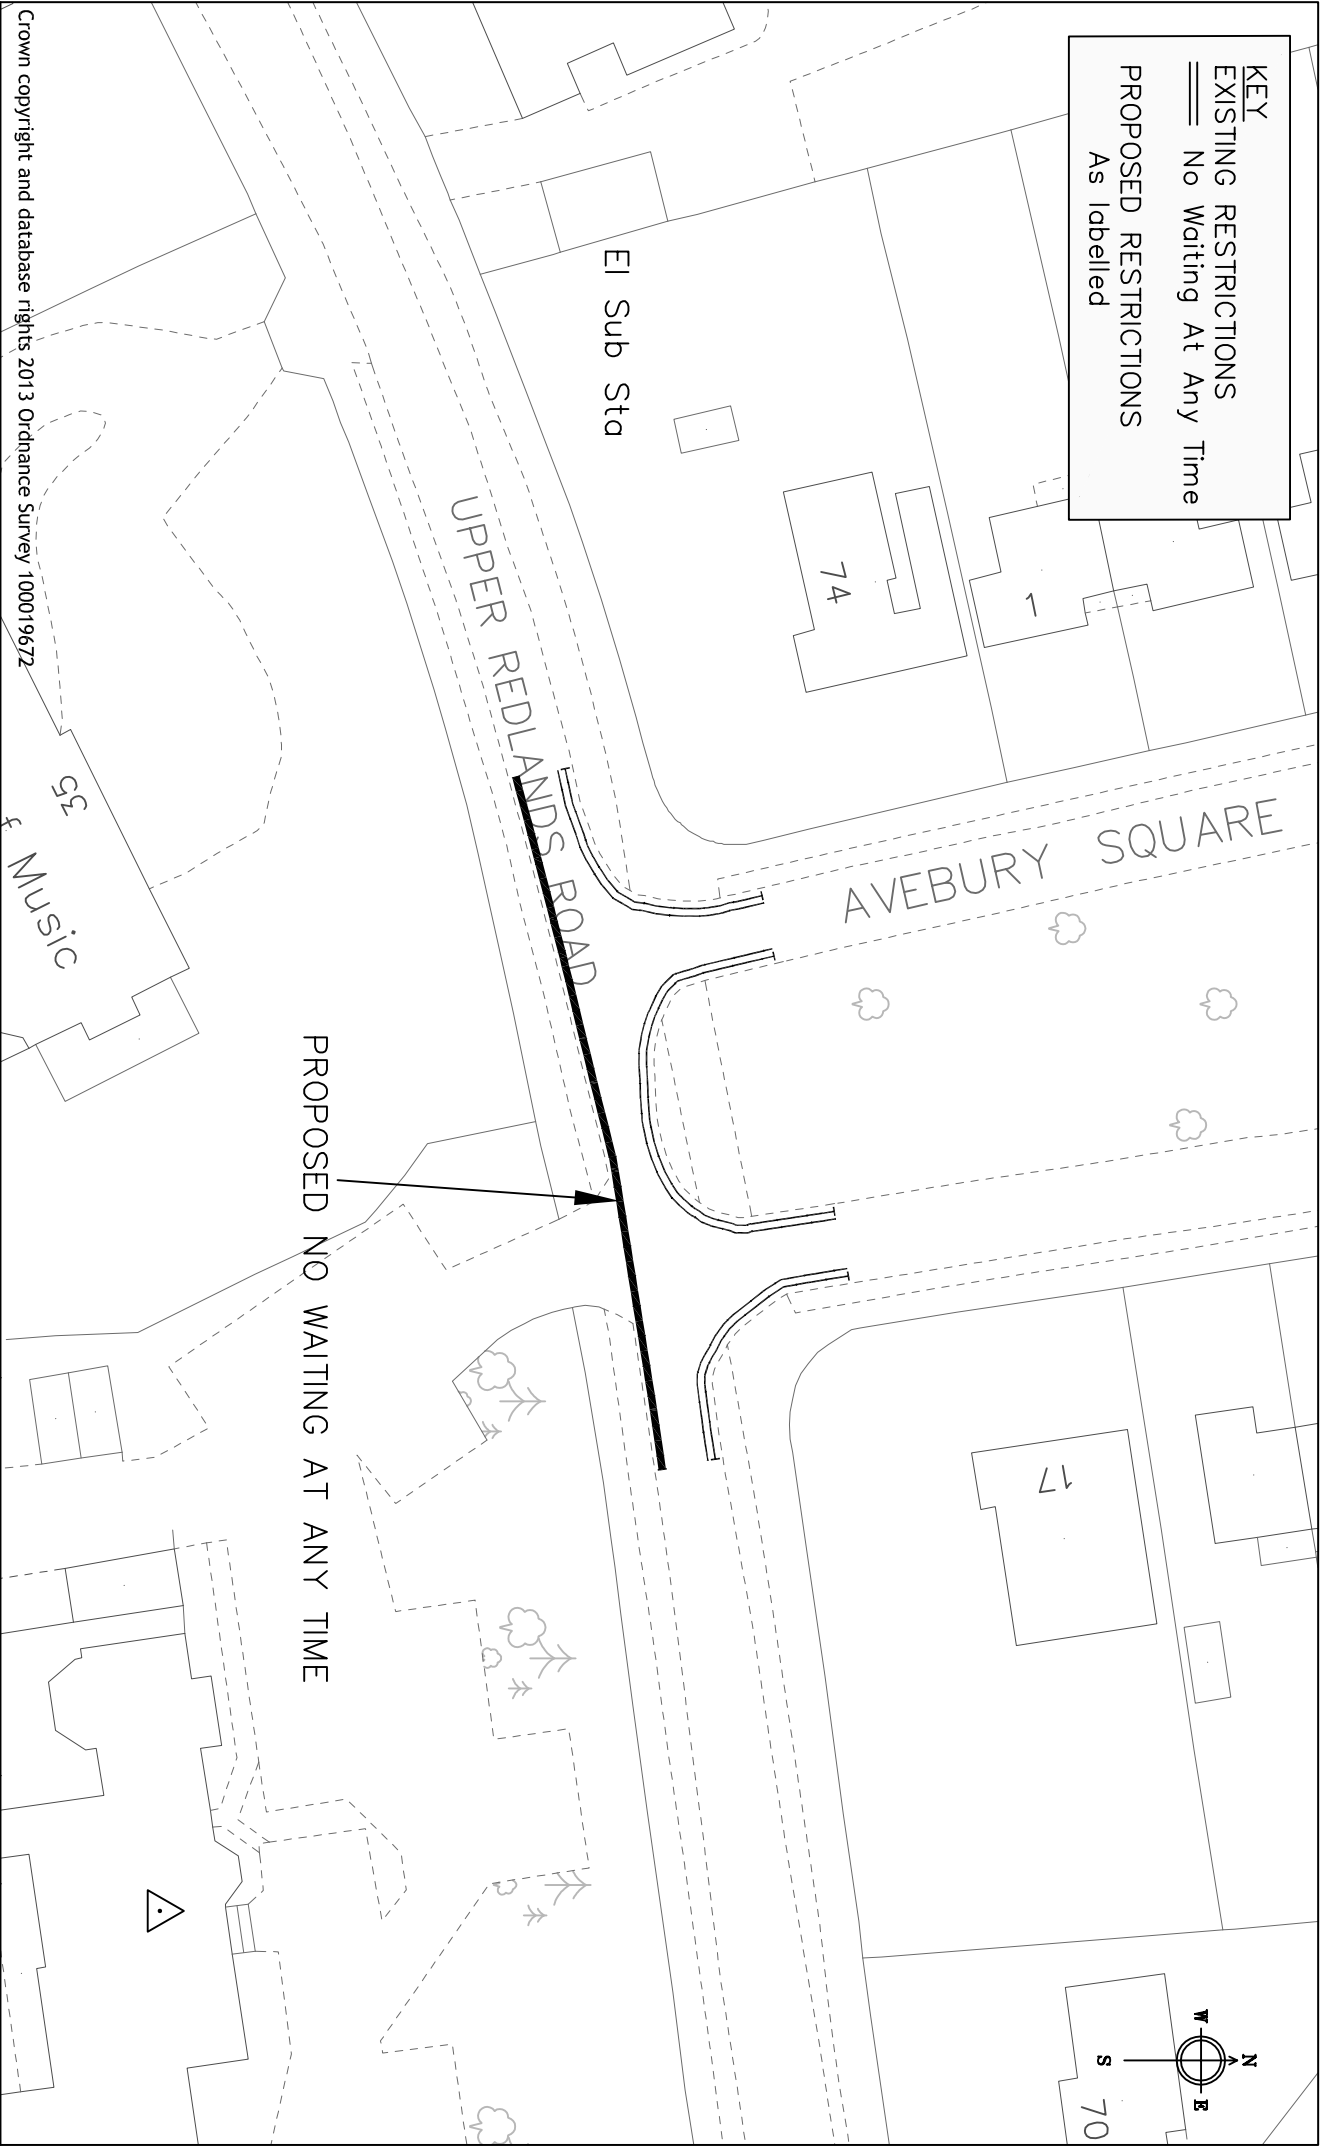 KEY
EXISTING RESTRICTIONS
No Waiting At Any Time
PROPOSED RESTRICTIONS
As labelled
N
W
E
S
70
1
17
74
AVEBURY SQUARE
El Sub Sta
UPPER REDLANDS ROAD
PROPOSED NO WAITING AT ANY TIME
35
f Music
Crown copyright and database rights 2013 Ordnance Survey 100019672